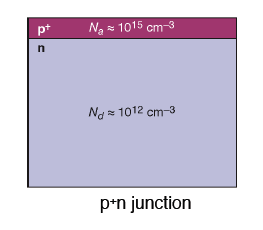 p+ Na ≈ 10¹⁵ cm⁻³
n
Nd ≈ 10¹² cm⁻³
p+n junction